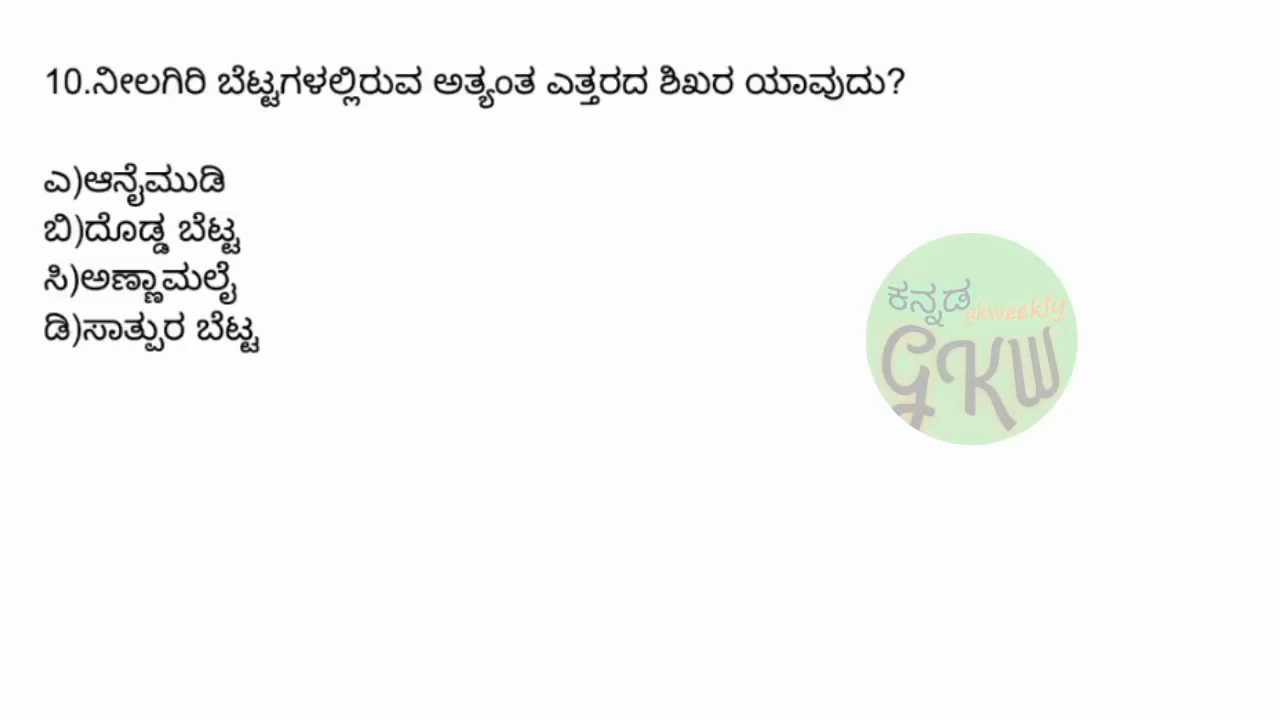 10.ನೀಲಗಿರಿ ಬೆಟ್ಟಗಳಲ್ಲಿರುವ ಅತ್ಯಂತ ಎತ್ತರದ ಶಿಖರ ಯಾವುದು?
ಎ)ಆನೈಮುಡಿ
ಬಿ)ದೊಡ್ಡ ಬೆಟ್ಟ
ಸಿ)ಅಣ್ಣಾಮಲೈ
ಡಿ)ಸಾತ್ಪುರ ಬೆಟ್ಟ
ಕನ್ನಡ gkweekly
GKW